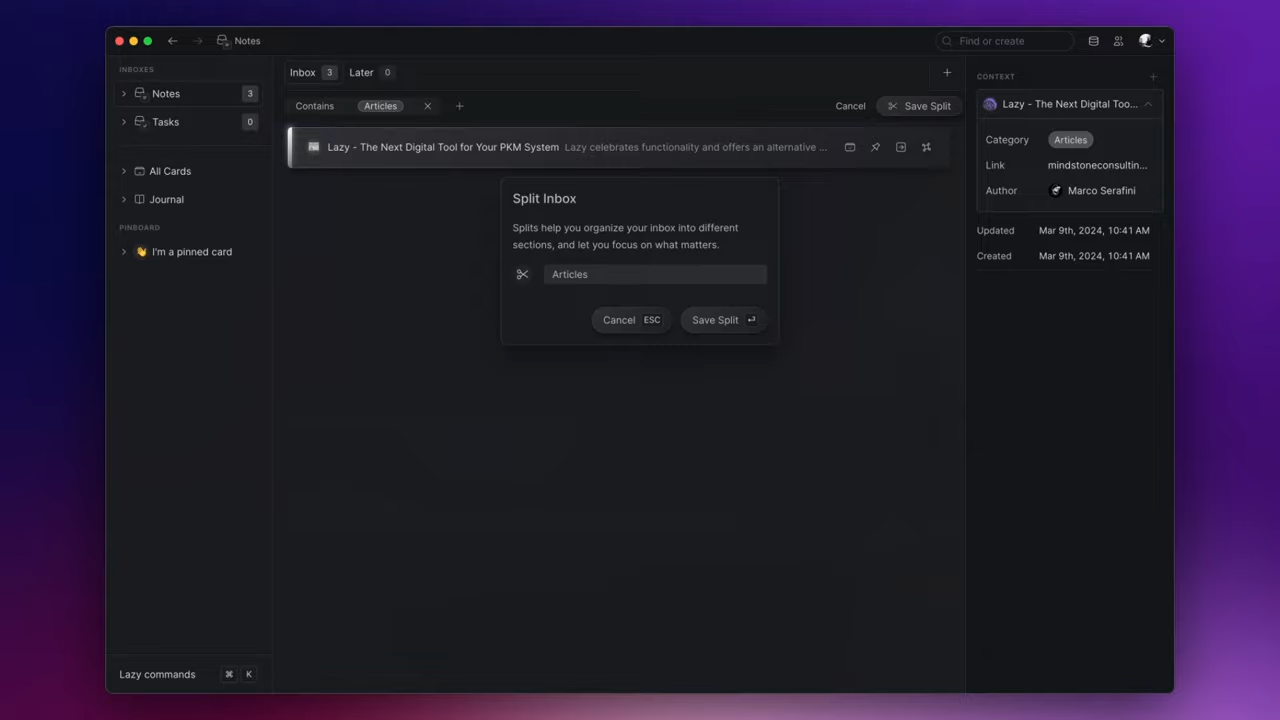 Notes
Find or create
INBOXES
Notes 3
Tasks 0
All Cards
Journal
PINBOARD
I'm a pinned card
Lazy commands ⌘ K
Inbox 3 Later 0
Contains Articles
Cancel Save Split
Lazy - The Next Digital Tool for Your PKM System Lazy celebrates functionality and offers an alternative ...
Split Inbox
Splits help you organize your inbox into different
sections, and let you focus on what matters.
Articles
Cancel ESC Save Split
CONTEXT
Lazy - The Next Digital Too...
Category Articles
Link mindstoneconsultin...
Author Marco Serafini
Updated Mar 9th, 2024, 10:41 AM
Created Mar 9th, 2024, 10:41 AM